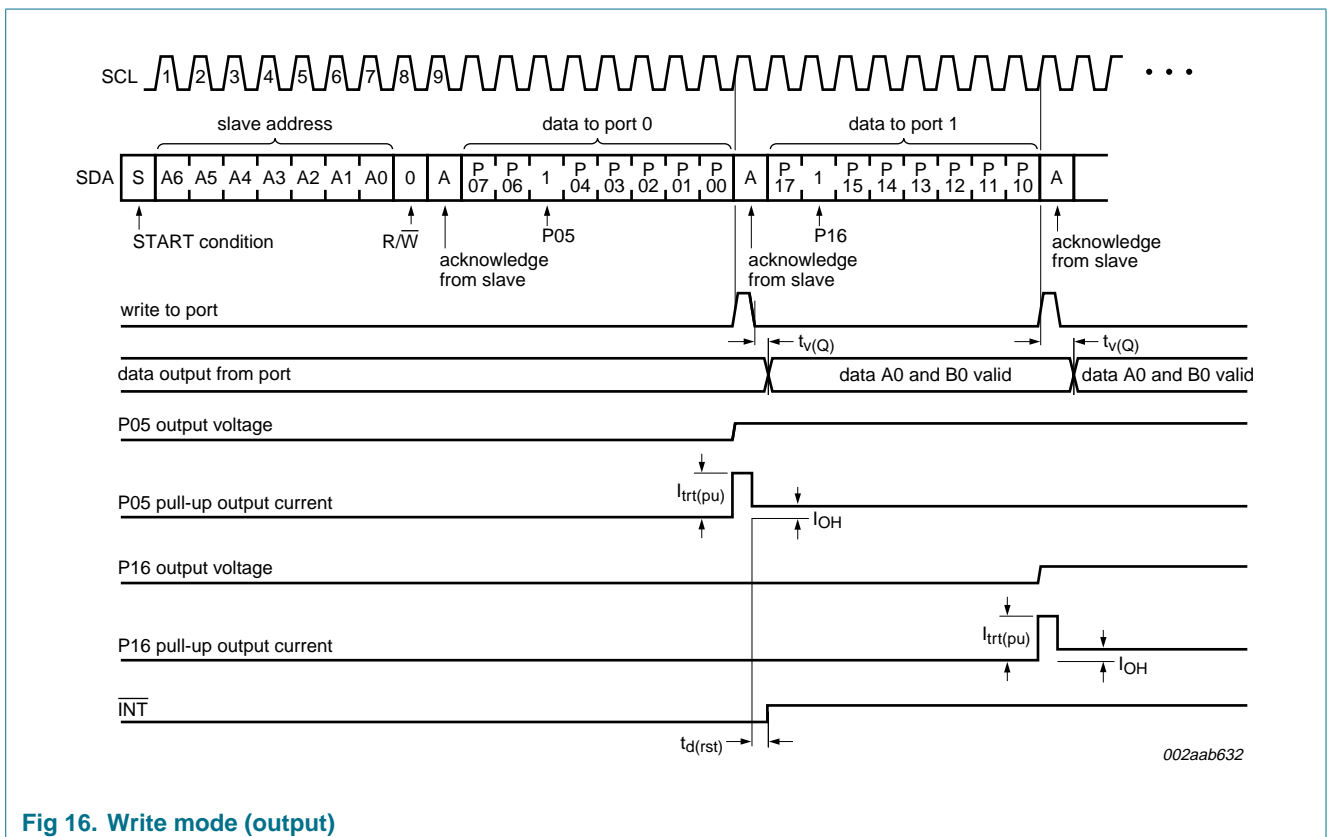 SCL 1 2 3 4 5 6 7 8 9
slave address data to port 0 data to port 1
SDA S A6 A5 A4 A3 A2 A1 A0 0 A P07 P06 1 P04 P03 P02 P01 P00 A P17 1 P15 P14 P13 P12 P11 P10 A
START condition R/W̅ P05 P16
acknowledge from slave
acknowledge from slave
acknowledge from slave
write to port
tv(Q) tv(Q)
data output from port data A0 and B0 valid data A0 and B0 valid
P05 output voltage
Itrt(pu)
P05 pull-up output current
IOH
P16 output voltage
Itrt(pu)
P16 pull-up output current
IOH
I̅N̅T̅
td(rst)
002aab632
Fig 16. Write mode (output)